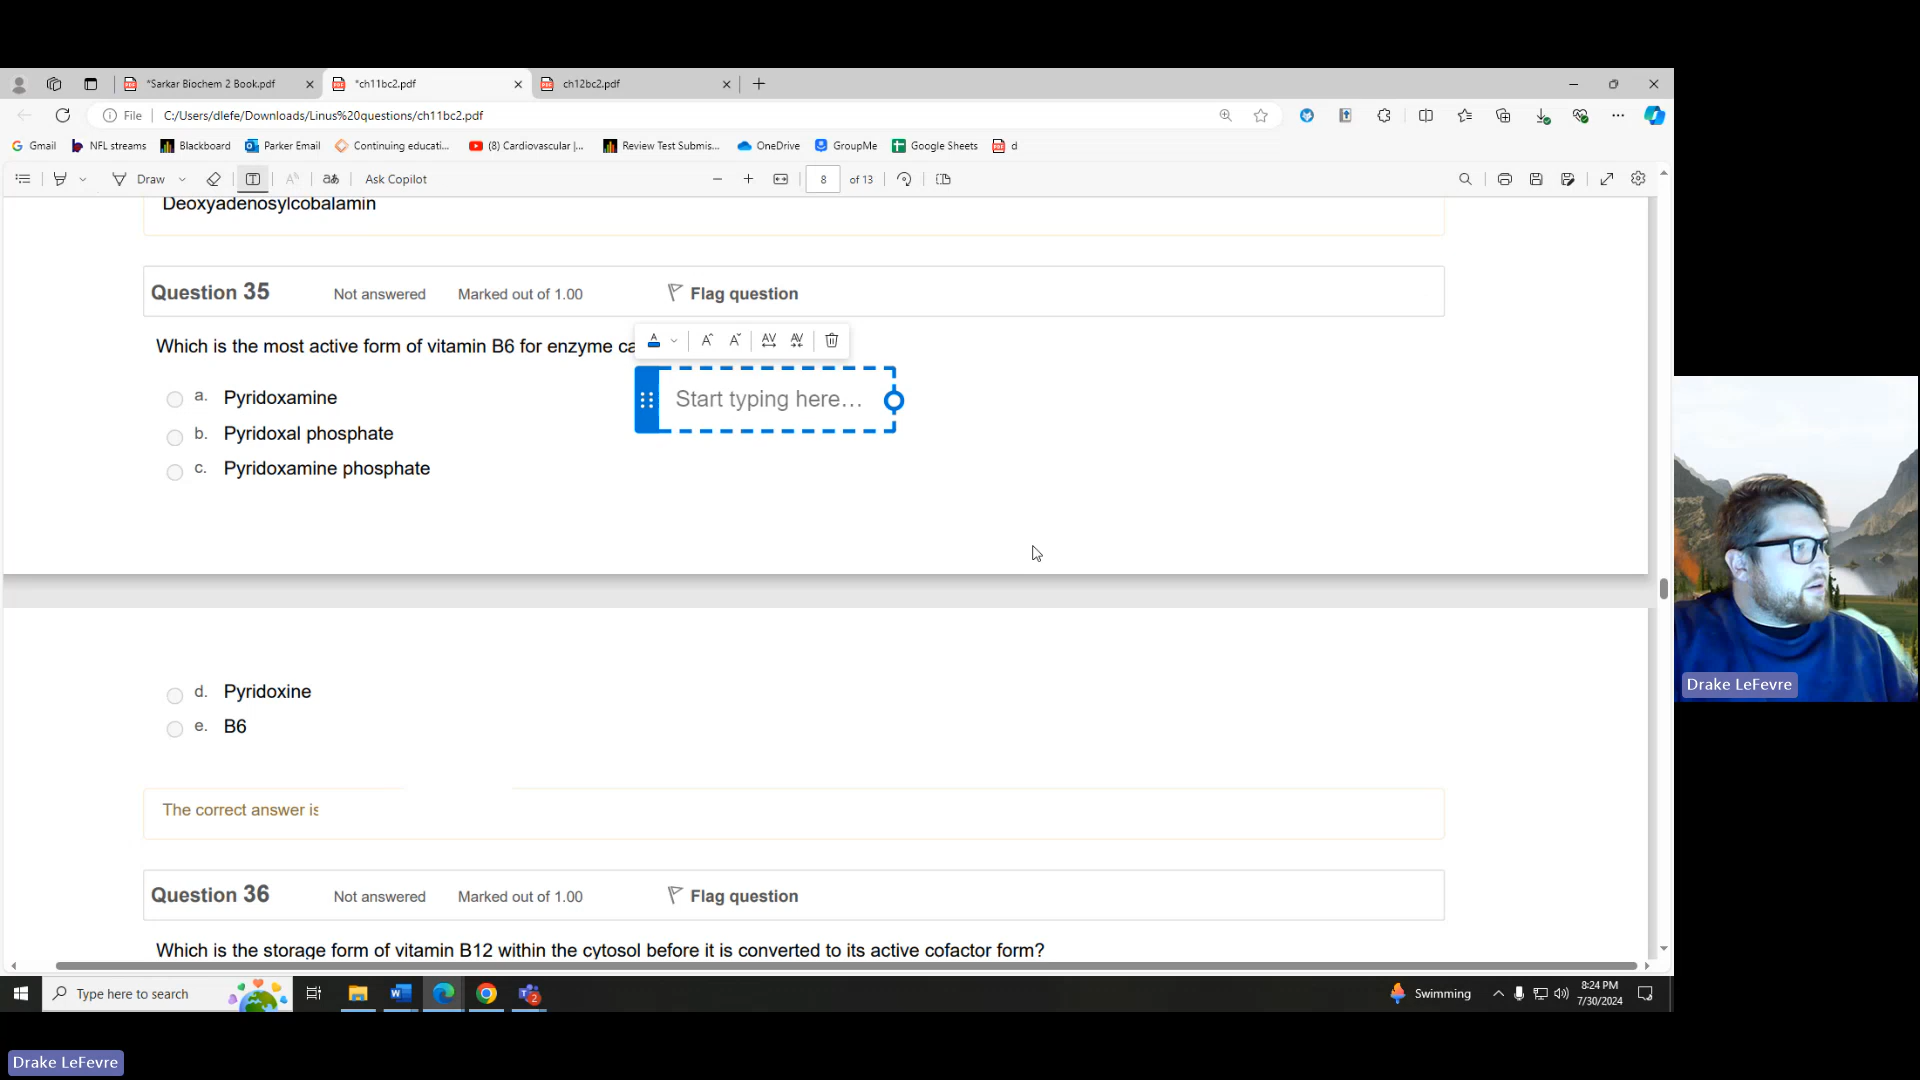 *Sarkar Biochem 2 Book.pdf
*ch11bc2.pdf
ch12bc2.pdf
File
C:/Users/dlefe/Downloads/Linus%20questions/ch11bc2.pdf
Gmail
NFL streams
Blackboard
Parker Email
Continuing educati...
(8) Cardiovascular |...
Review Test Submis...
OneDrive
GroupMe
Google Sheets
d
Draw
Ask Copilot
8
of 13
Deoxyadenosylcobalamin
Question 35
Not answered
Marked out of 1.00
Flag question
Which is the most active form of vitamin B6 for enzyme ca
Start typing here...
a. Pyridoxamine
b. Pyridoxal phosphate
c. Pyridoxamine phosphate
d. Pyridoxine
e. B6
The correct answer is
Question 36
Not answered
Marked out of 1.00
Flag question
Which is the storage form of vitamin B12 within the cytosol before it is converted to its active cofactor form?
Drake LeFevre
Type here to search
2
Swimming
8:24 PM
7/30/2024
Drake LeFevre